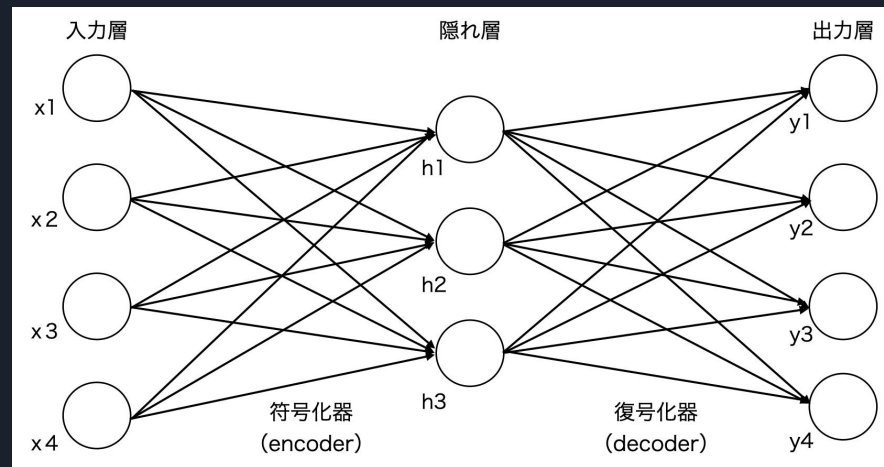 入力層
隠れ層
出力層
x1
x2
x3
x4
h1
h2
h3
y1
y2
y3
y4
符号化器
（encoder）
復号化器
（decoder）